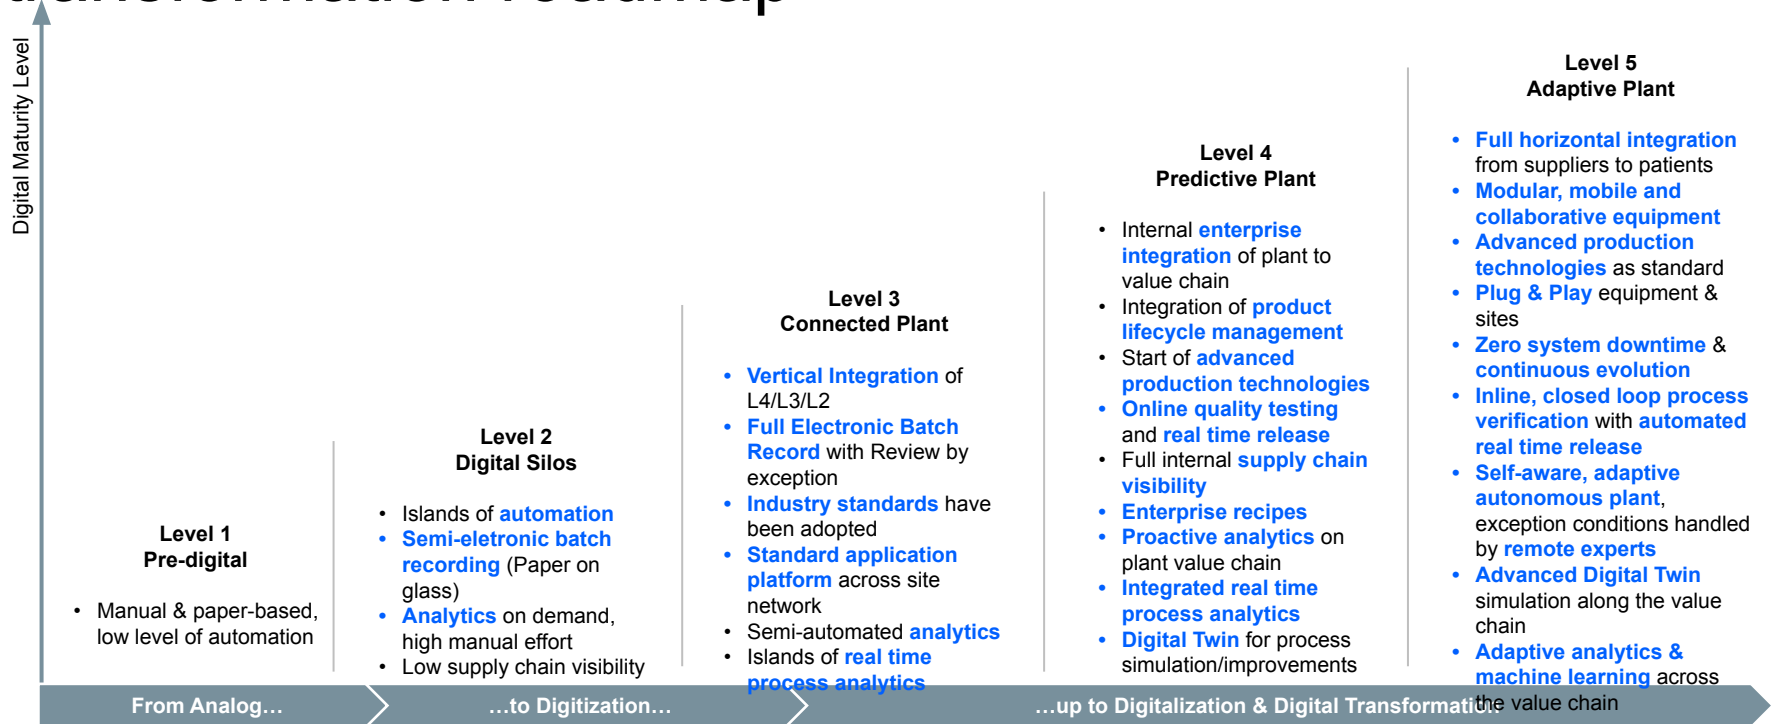 transformation roadmap
Digital Maturity Level
Level 1
Pre-digital
• Manual & paper-based,
low level of automation
Level 2
Digital Silos
• Islands of automation
• Semi-eletronic batch
recording (Paper on
glass)
• Analytics on demand,
high manual effort
• Low supply chain visibility
Level 3
Connected Plant
• Vertical Integration of
L4/L3/L2
• Full Electronic Batch
Record with Review by
exception
• Industry standards have
been adopted
• Standard application
platform across site
network
• Semi-automated analytics
• Islands of real time
process analytics
Level 4
Predictive Plant
• Internal enterprise
integration of plant to
value chain
• Integration of product
lifecycle management
• Start of advanced
production technologies
• Online quality testing
and real time release
• Full internal supply chain
visibility
• Enterprise recipes
• Proactive analytics on
plant value chain
• Integrated real time
process analytics
• Digital Twin for process
simulation/improvements
Level 5
Adaptive Plant
• Full horizontal integration
from suppliers to patients
• Modular, mobile and
collaborative equipment
• Advanced production
technologies as standard
• Plug & Play equipment &
sites
• Zero system downtime &
continuous evolution
• Inline, closed loop process
verification with automated
real time release
• Self-aware, adaptive
autonomous plant,
exception conditions handled
by remote experts
• Advanced Digital Twin
simulation along the value
chain
• Adaptive analytics &
machine learning across
the value chain
From Analog…
…to Digitization…
…up to Digitalization & Digital Transformation